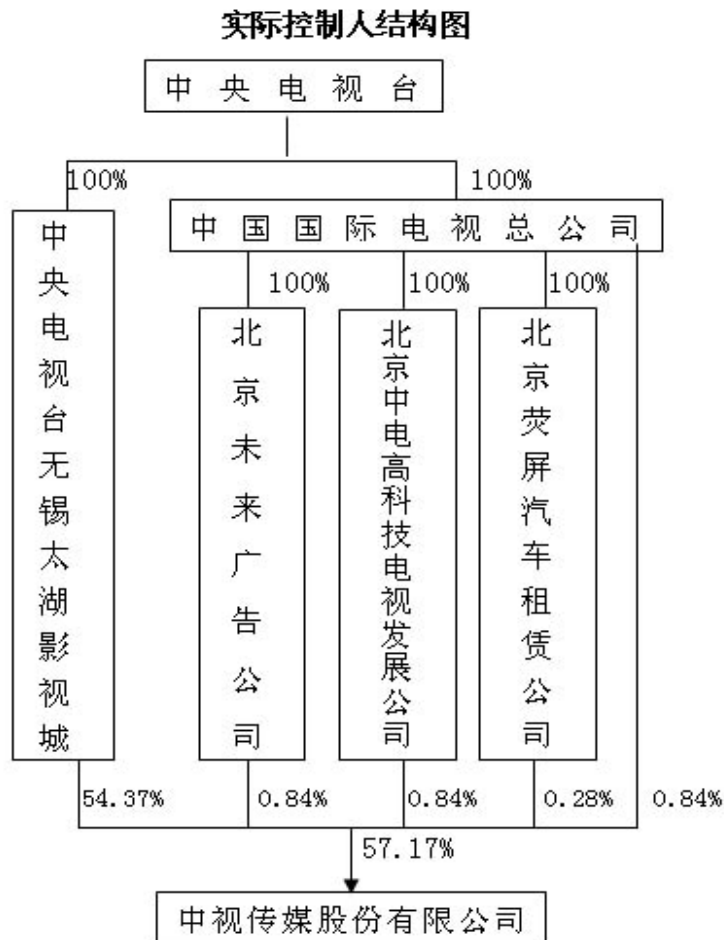 实际控制人结构图
中央电视台
100%
100%
中国国际电视总公司
中央电视台无锡太湖影视城
100%
100%
100%
北京未来广告公司
北京中电高科技电视发展公司
北京荧屏汽车租赁公司
54.37%
0.84%
0.84%
0.28%
0.84%
57.17%
中视传媒股份有限公司